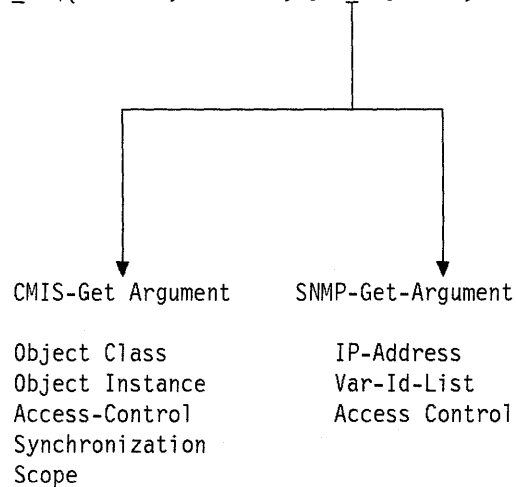 CMIS-Get Argument SNMP-Get-Argument
Object Class IP-Address
Object Instance Var-Id-List
Access-Control Access Control
Synchronization
Scope